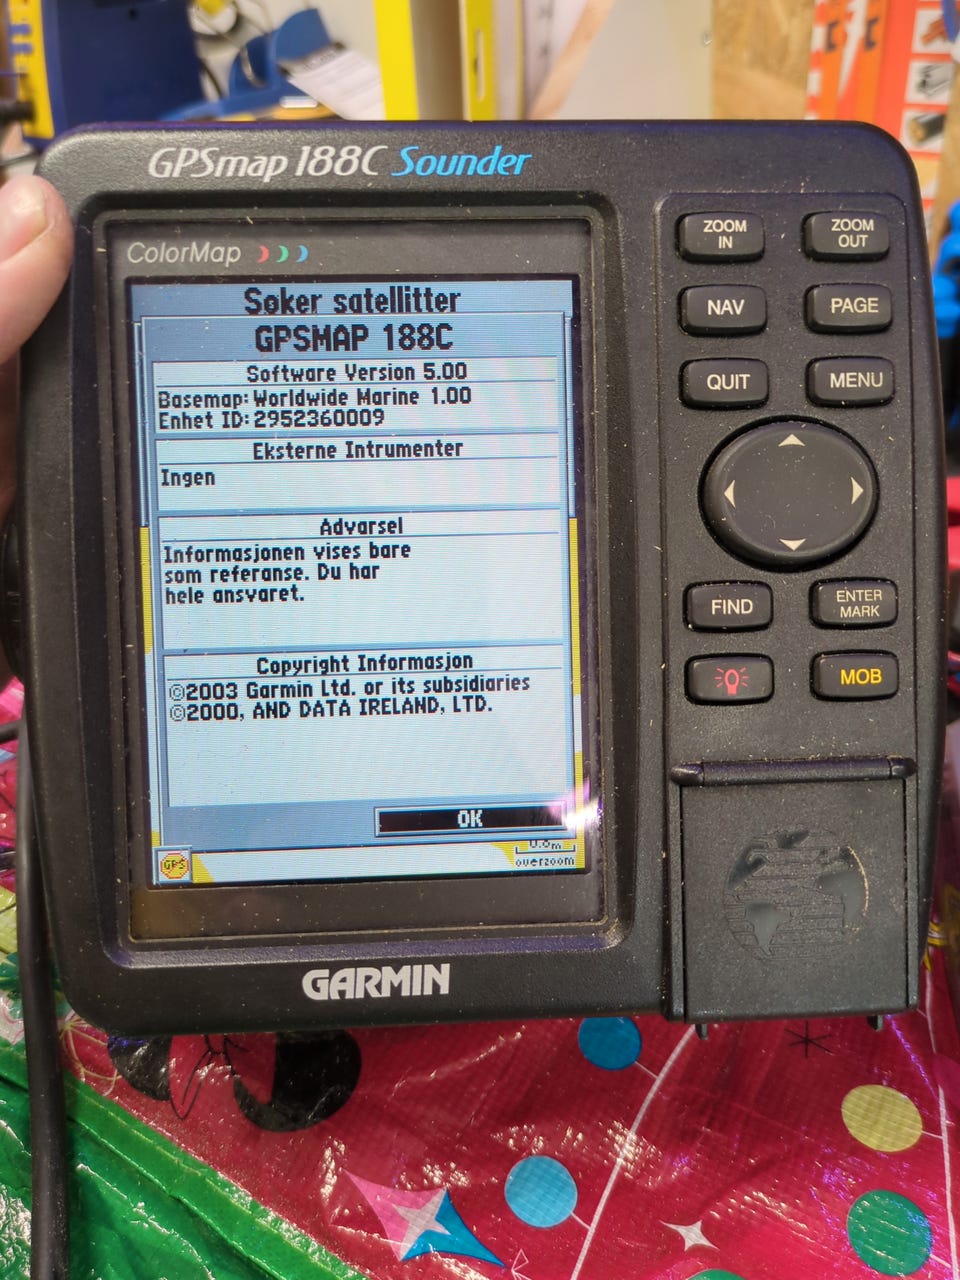 GPSmap 188C Sounder
ColorMap
Søker satellitter
GPSMAP 188C
Software Version 5.00
Basemap: Worldwide Marine 1.00
Enhet ID: 2952360009
Eksterne Intrumenter
Ingen
Advarsel
Informasjonen vises bare
som referanse. Du har
hele ansvaret.
Copyright Informasjon
©2003 Garmin Ltd. or its subsidiaries
©2000, AND DATA IRELAND, LTD.
OK
GPS
overzoom
GARMIN
ZOOM
IN
ZOOM
OUT
NAV
PAGE
QUIT
MENU
FIND
ENTER
MARK
MOB